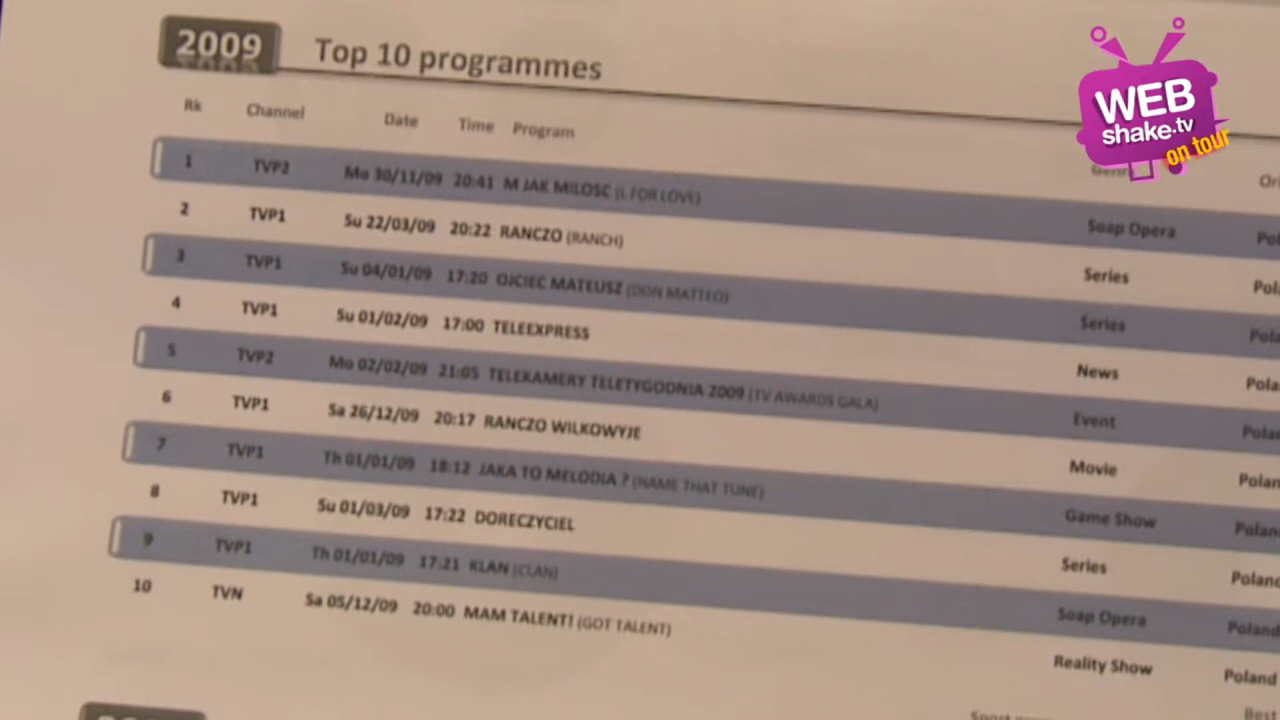 2009 Top 10 programmes
WEB
shake.tv
on tour
Rk Channel Date Time Program Genre
1 TVP2 Mo 30/11/09 20:41 M JAK MILOSC (L FOR LOVE) Soap Opera
2 TVP1 Su 22/03/09 20:22 RANCZO (RANCH) Series
3 TVP1 Su 04/01/09 17:20 OJCIEC MATEUSZ (DON MATTEO) Series
4 TVP1 Su 01/02/09 17:00 TELEEXPRESS News
5 TVP2 Mo 02/02/09 21:05 TELEKAMERY TELETYGODNIA 2009 (TV AWARDS GALA) Event
6 TVP1 Sa 26/12/09 20:17 RANCZO WILKOWYJE Movie
7 TVP1 Th 01/01/09 18:12 JAKA TO MELODIA ? (NAME THAT TUNE) Game Show Poland
8 TVP1 Su 01/03/09 17:22 DORECZYCIEL Series Poland
9 TVP1 Th 01/01/09 17:21 KLAN (CLAN) Soap Opera Poland
10 TVN Sa 05/12/09 20:00 MAM TALENT! (GOT TALENT) Reality Show Poland
Best